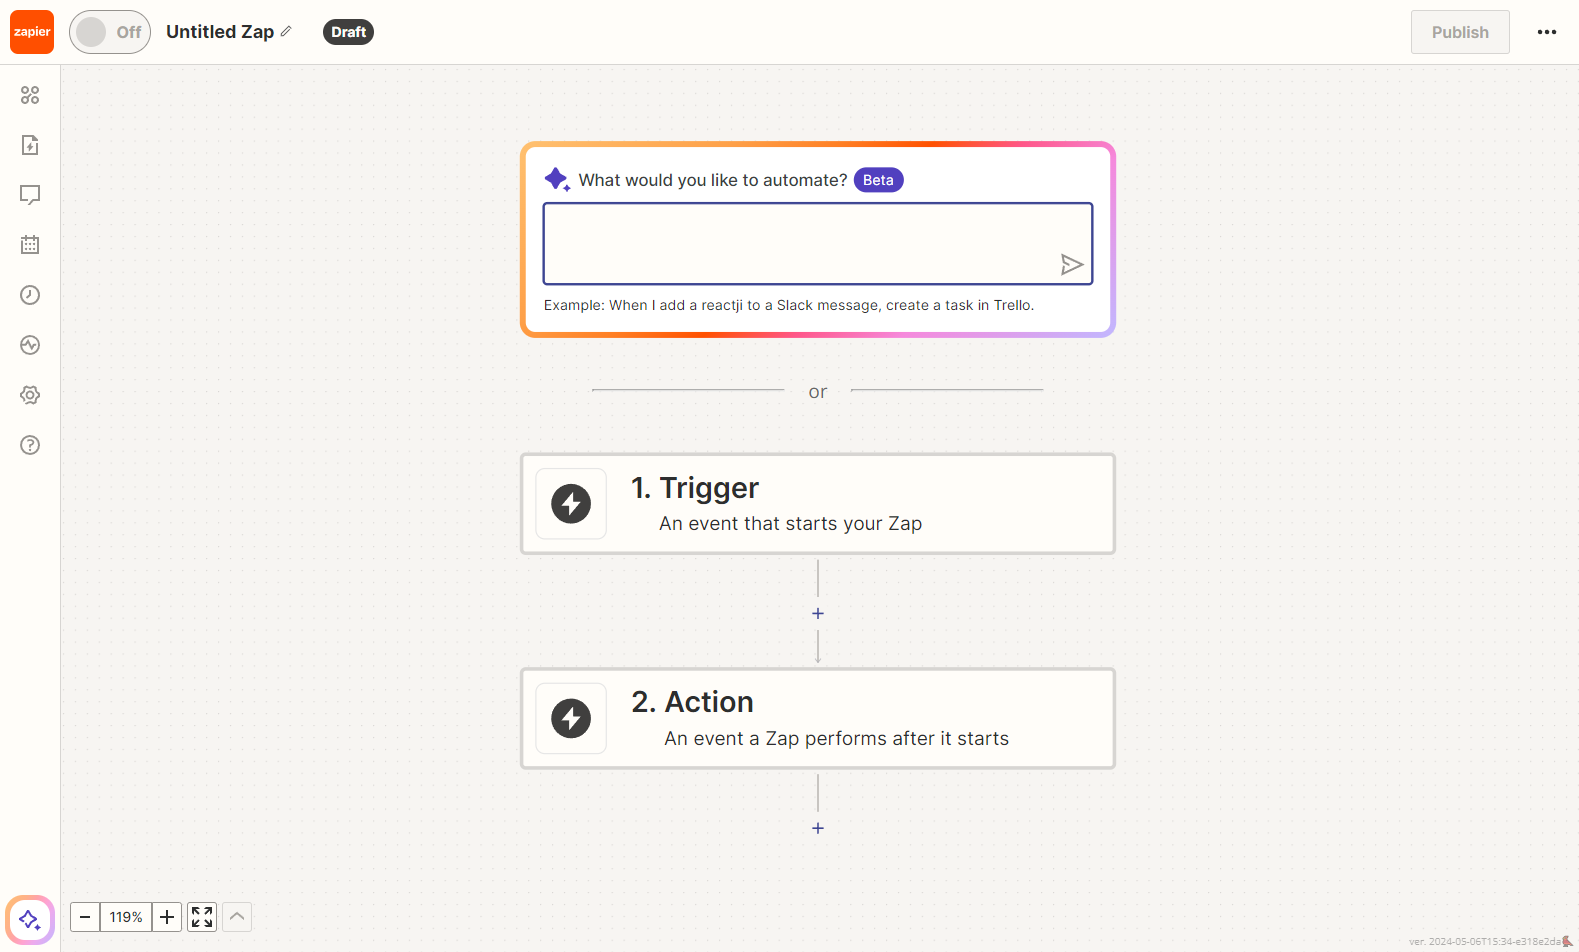 zapier
Off
Untitled Zap
Draft
Publish
What would you like to automate?
Beta
Example: When I add a reactji to a Slack message, create a task in Trello.
or
1. Trigger
An event that starts your Zap
2. Action
An event a Zap performs after it starts
119%
ver. 2024-05-06T15:34-e318e2da